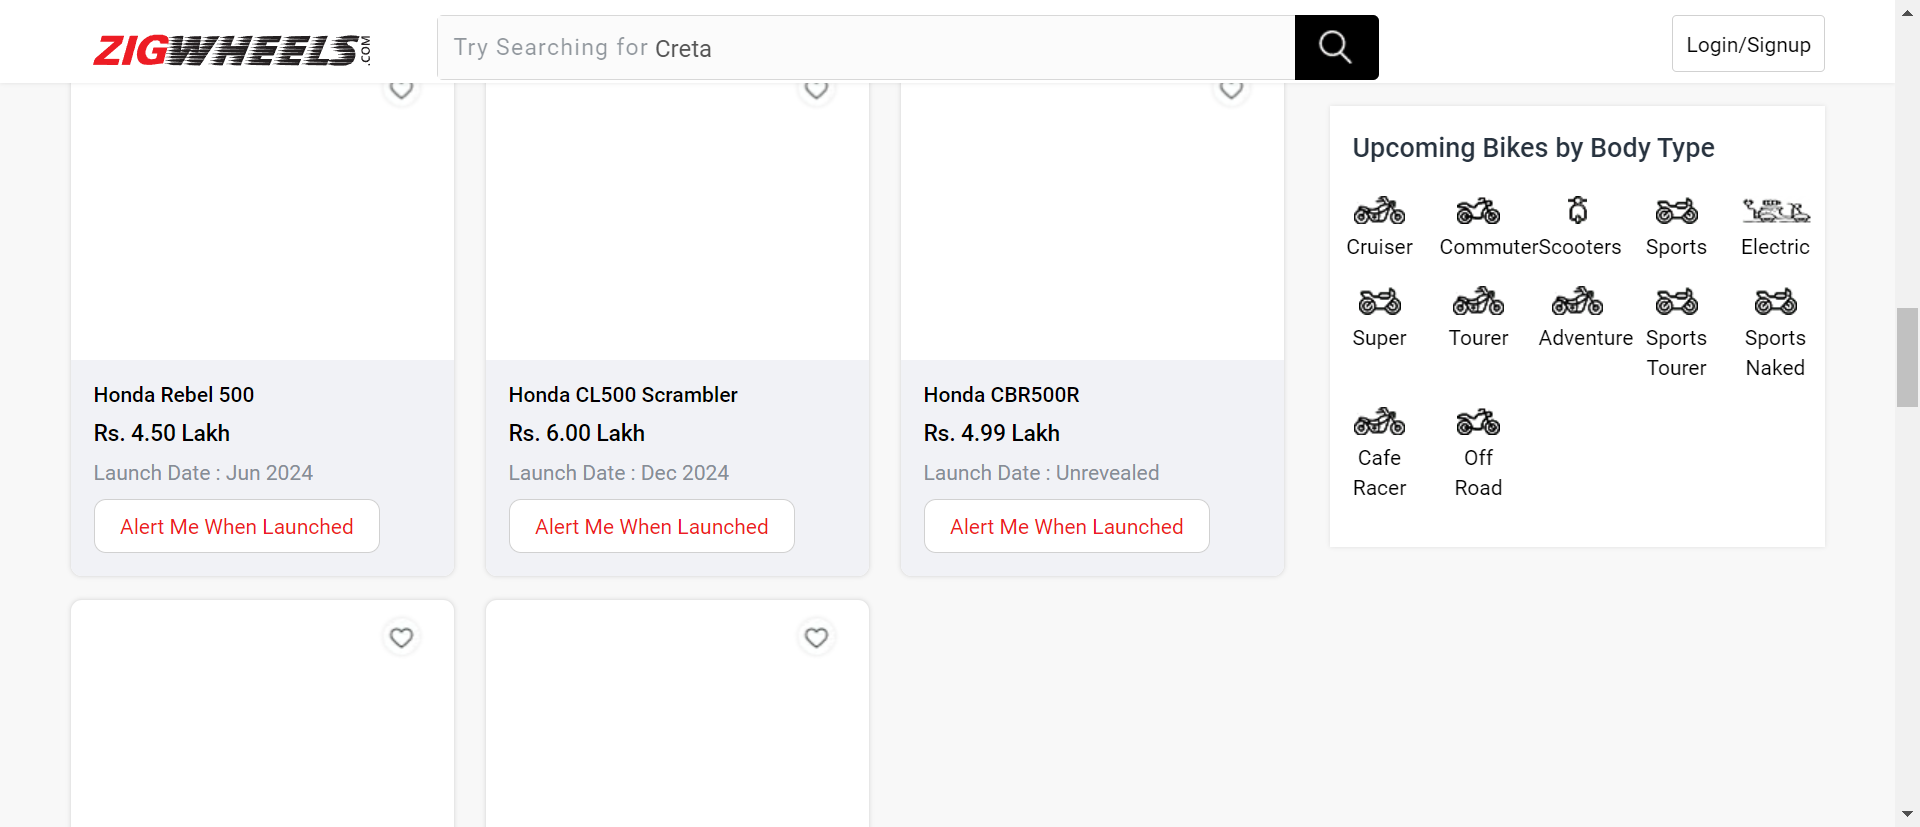 ZIGWHEELS.COM
Try Searching for Creta
Login/Signup
Honda Rebel 500
Rs. 4.50 Lakh
Launch Date : Jun 2024
Alert Me When Launched
Honda CL500 Scrambler
Rs. 6.00 Lakh
Launch Date : Dec 2024
Alert Me When Launched
Honda CBR500R
Rs. 4.99 Lakh
Launch Date : Unrevealed
Alert Me When Launched
Upcoming Bikes by Body Type
Cruiser
Commuter
Scooters
Sports
Electric
Super
Tourer
Adventure
Sports
Tourer
Sports
Naked
Cafe
Racer
Off
Road